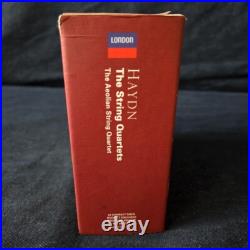 LONDON
HAYDN
The String Quartets
The Aeolian String Quartet